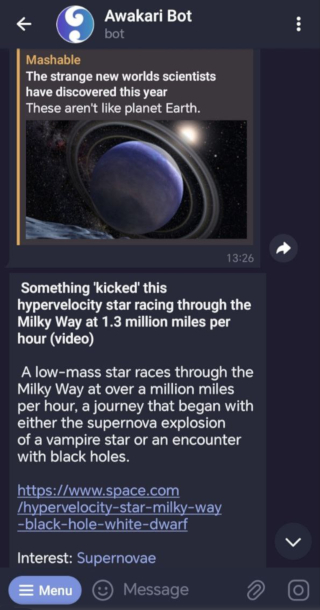 Awakari Bot
bot
Mashable
The strange new worlds scientists
have discovered this year
These aren't like planet Earth.
13:26
Something 'kicked' this
hypervelocity star racing through the
Milky Way at 1.3 million miles per
hour (video)
A low-mass star races through the
Milky Way at over a million miles
per hour, a journey that began with
either the supernova explosion
of a vampire star or an encounter
with black holes.
https://www.space.com
/hypervelocity-star-milky-way
-black-hole-white-dwarf
Interest: Supernovae
Menu
Message